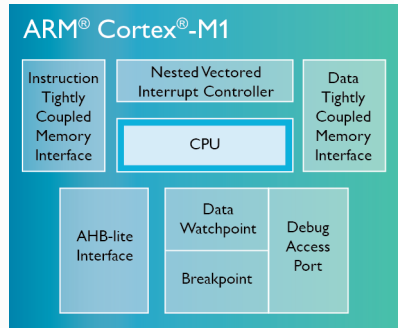 ARM® Cortex®-M1
Instruction
Tightly
Coupled
Memory
Interface
Nested Vectored
Interrupt Controller
CPU
Data
Tightly
Coupled
Memory
Interface
AHB-lite
Interface
Data
Watchpoint
Breakpoint
Debug
Access
Port